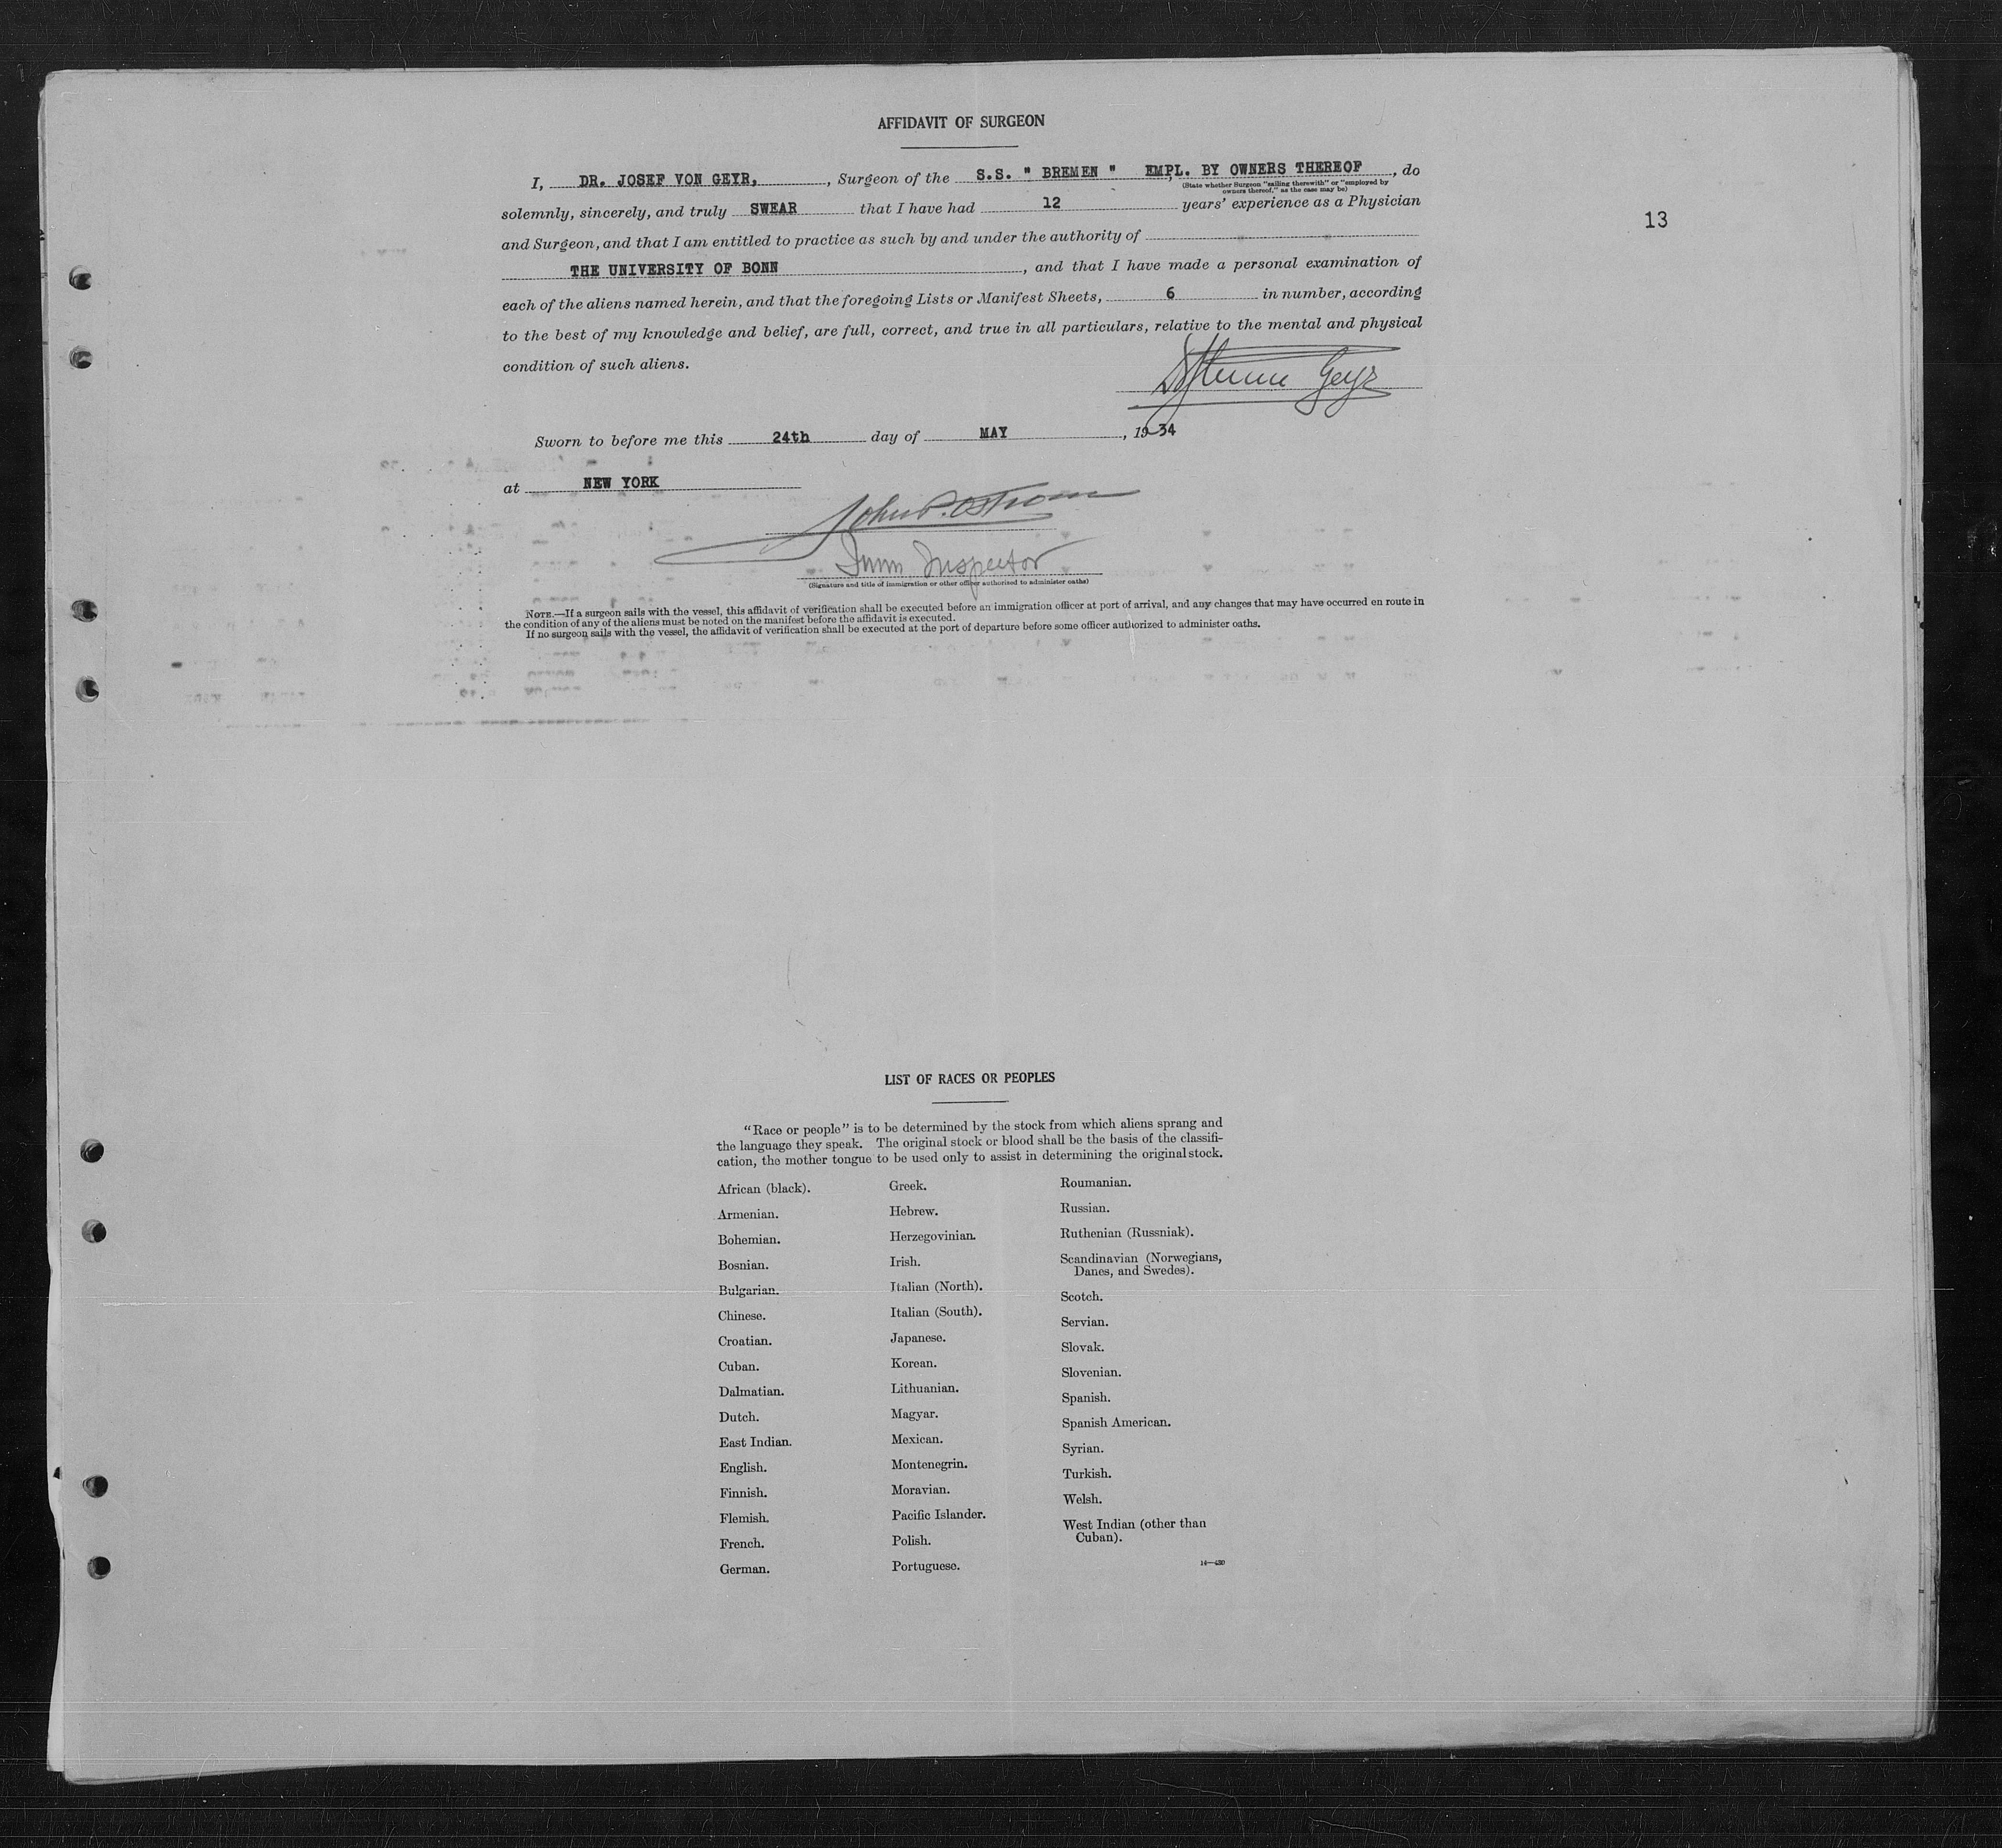 AFFIDAVIT OF SURGEON
I, DR. JOSEF VON GEYR, , Surgeon of the S.S. " BREMEN " EMPL. BY OWNERS THEREOF , do
(State whether Surgeon "sailing therewith" or "employed by
owners thereof," as the case may be)
solemnly, sincerely, and truly SWEAR that I have had 12 years' experience as a Physician
13
and Surgeon, and that I am entitled to practice as such by and under the authority of
THE UNIVERSITY OF BONN , and that I have made a personal examination of
each of the aliens named herein, and that the foregoing Lists or Manifest Sheets, 6 in number, according
to the best of my knowledge and belief, are full, correct, and true in all particulars, relative to the mental and physical
condition of such aliens.
Geyr
Sworn to before me this 24th day of MAY , 1934
at NEW YORK
John P. Ostrom
Imm Inspector
(Signature and title of immigration or other officer authorized to administer oaths)
NOTE.—If a surgeon sails with the vessel, this affidavit of verification shall be executed before an immigration officer at port of arrival, and any changes that may have occurred en route in
the condition of any of the aliens must be noted on the manifest before the affidavit is executed.
If no surgeon sails with the vessel, the affidavit of verification shall be executed at the port of departure before some officer authorized to administer oaths.
LIST OF RACES OR PEOPLES
"Race or people" is to be determined by the stock from which aliens sprang and
the language they speak. The original stock or blood shall be the basis of the classifi-
cation, the mother tongue to be used only to assist in determining the original stock.
African (black).
Armenian.
Bohemian.
Bosnian.
Bulgarian.
Chinese.
Croatian.
Cuban.
Dalmatian.
Dutch.
East Indian.
English.
Finnish.
Flemish.
French.
German.
Greek.
Hebrew.
Herzegovinian.
Irish.
Italian (North).
Italian (South).
Japanese.
Korean.
Lithuanian.
Magyar.
Mexican.
Montenegrin.
Moravian.
Pacific Islander.
Polish.
Portuguese.
Roumanian.
Russian.
Ruthenian (Russniak).
Scandinavian (Norwegians,
Danes, and Swedes).
Scotch.
Servian.
Slovak.
Slovenian.
Spanish.
Spanish American.
Syrian.
Turkish.
Welsh.
West Indian (other than
Cuban).
14—430